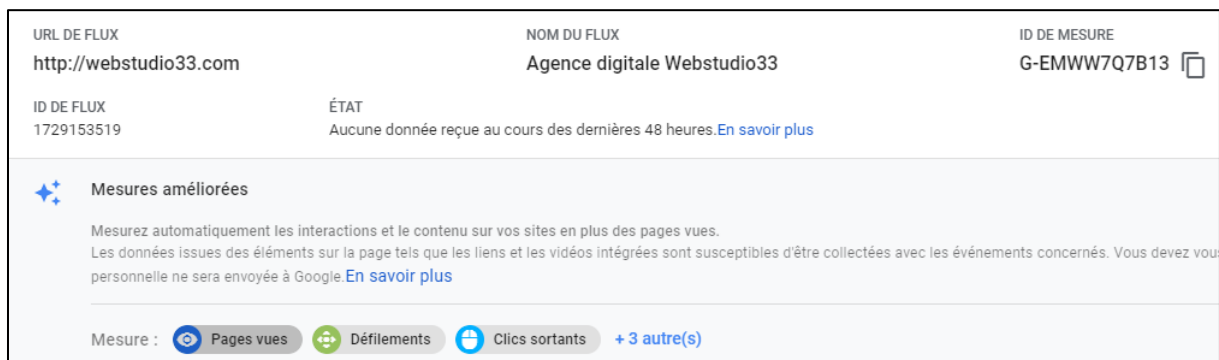 URL DE FLUX NOM DU FLUX ID DE MESURE
http://webstudio33.com Agence digitale Webstudio33 G-EMWW7Q7B13
ID DE FLUX ÉTAT
1729153519 Aucune donnée reçue au cours des dernières 48 heures.En savoir plus
Mesures améliorées
Mesurez automatiquement les interactions et le contenu sur vos sites en plus des pages vues.
Les données issues des éléments sur la page tels que les liens et les vidéos intégrées sont susceptibles d'être collectées avec les événements concernés. Vous devez vous
personnelle ne sera envoyée à Google.En savoir plus
Mesure : Pages vues Défilements Clics sortants + 3 autre(s)